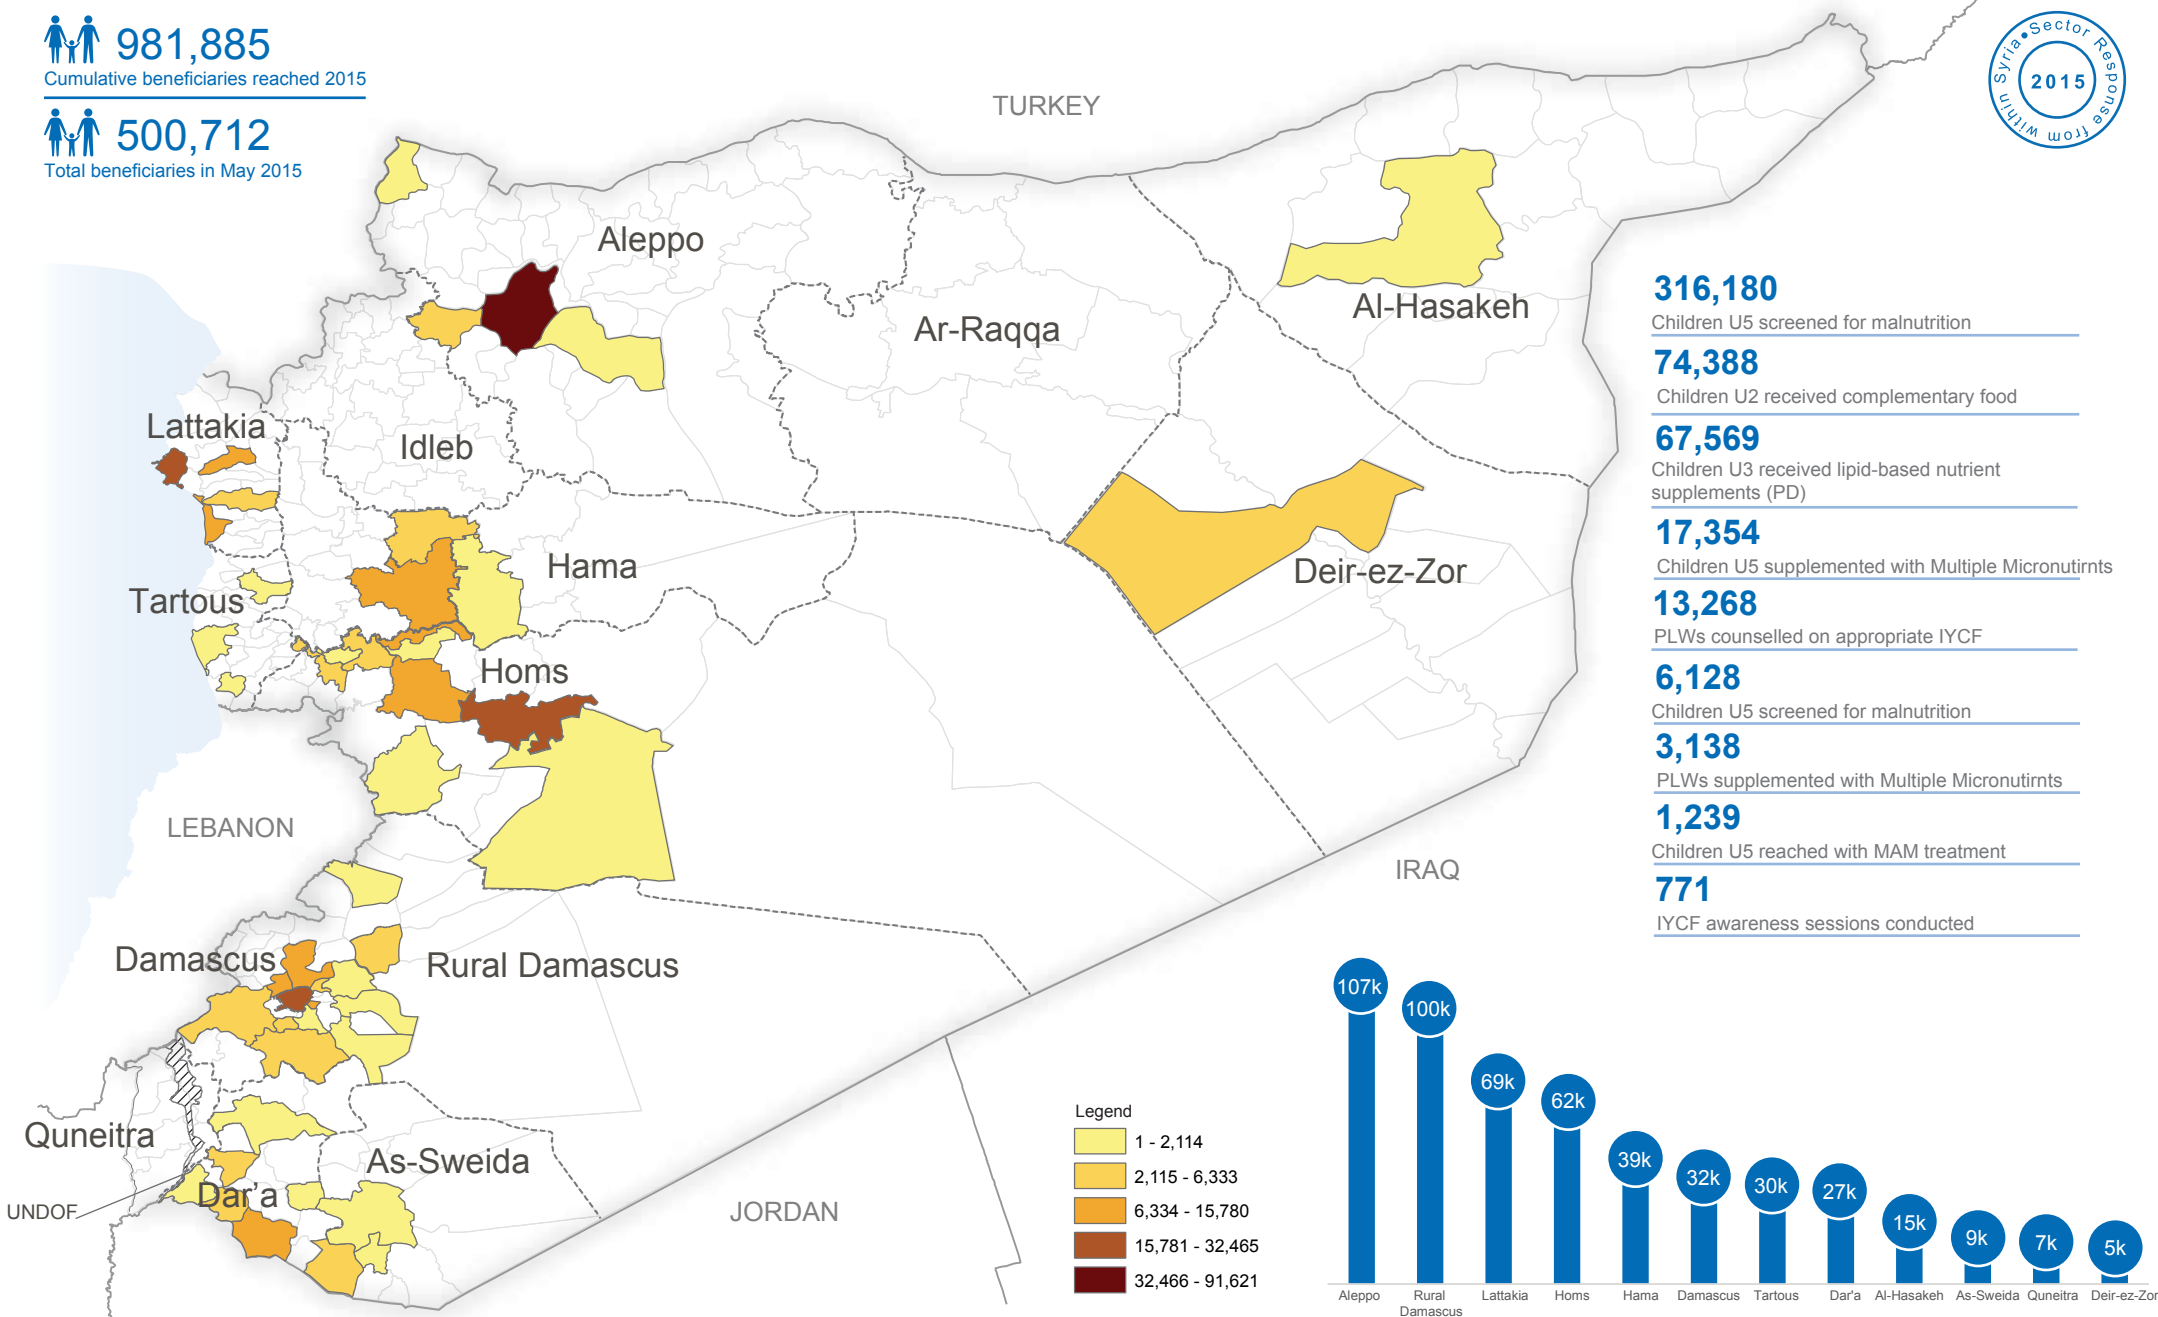 981,885
Cumulative beneficiaries reached 2015
500,712
Total beneficiaries in May 2015
Syria • Sector Response from within
2015
TURKEY
Aleppo
Ar-Raqqa
Al-Hasakeh
Lattakia
Idleb
Hama
Deir-ez-Zor
Tartous
Homs
LEBANON
IRAQ
Damascus
Rural Damascus
Quneitra
As-Sweida
Dar'a
UNDOF
JORDAN
316,180
Children U5 screened for malnutrition
74,388
Children U2 received complementary food
67,569
Children U3 received lipid-based nutrient
supplements (PD)
17,354
Children U5 supplemented with Multiple Micronutirnts
13,268
PLWs counselled on appropriate IYCF
6,128
Children U5 screened for malnutrition
3,138
PLWs supplemented with Multiple Micronutirnts
1,239
Children U5 reached with MAM treatment
771
IYCF awareness sessions conducted
Legend
1 - 2,114
2,115 - 6,333
6,334 - 15,780
15,781 - 32,465
32,466 - 91,621
107k
100k
69k
62k
39k
32k
30k
27k
15k
9k
7k
5k
Aleppo
Rural
Damascus
Lattakia
Homs
Hama
Damascus
Tartous
Dar'a
Al-Hasakeh
As-Sweida
Quneitra
Deir-ez-Zor